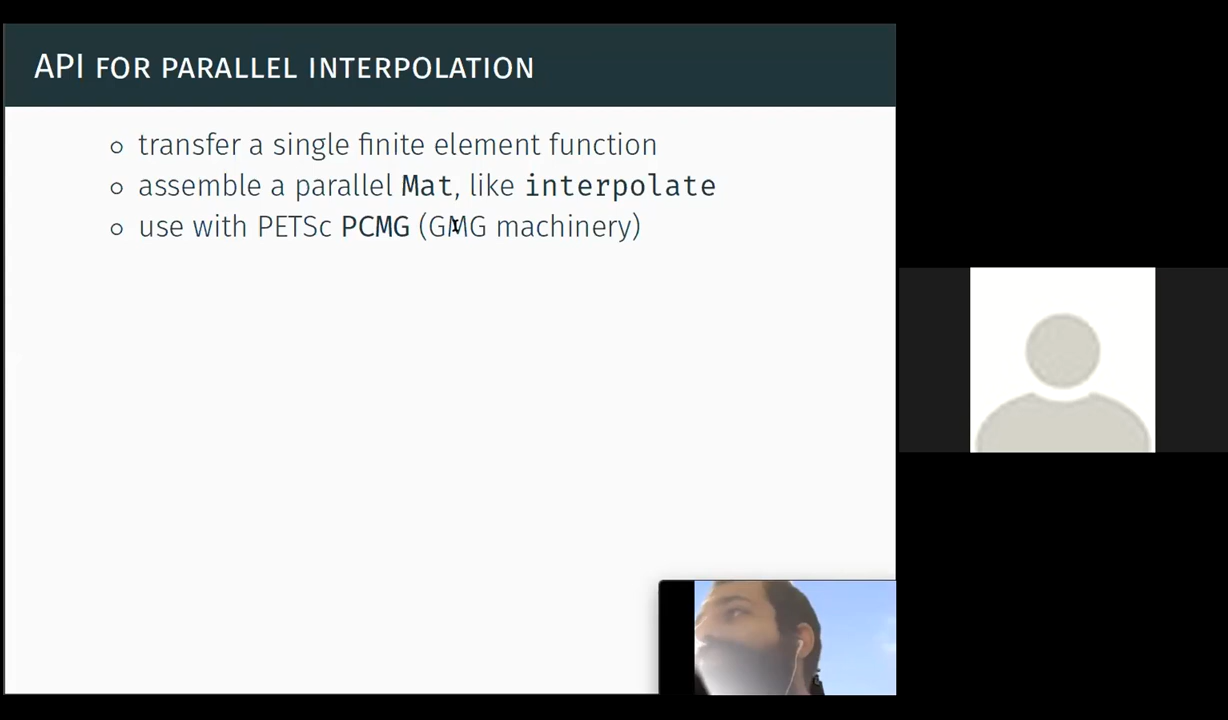 API FOR PARALLEL INTERPOLATION
○ transfer a single finite element function
○ assemble a parallel Mat, like interpolate
○ use with PETSc PCMG (GMG machinery)